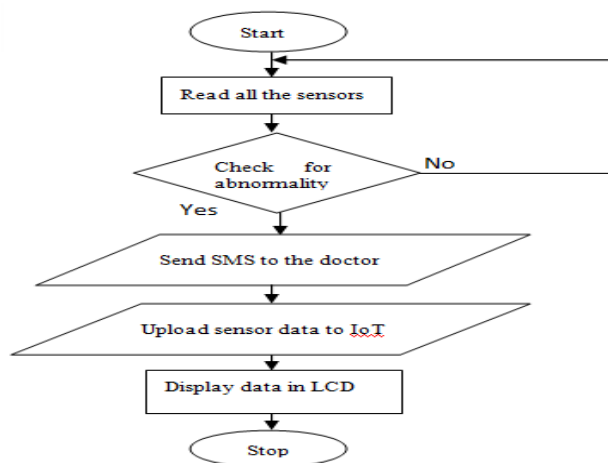 Start
Read all the sensors
Check for
abnormality
No
Yes
Send SMS to the doctor
Upload sensor data to IoT
Display data in LCD
Stop